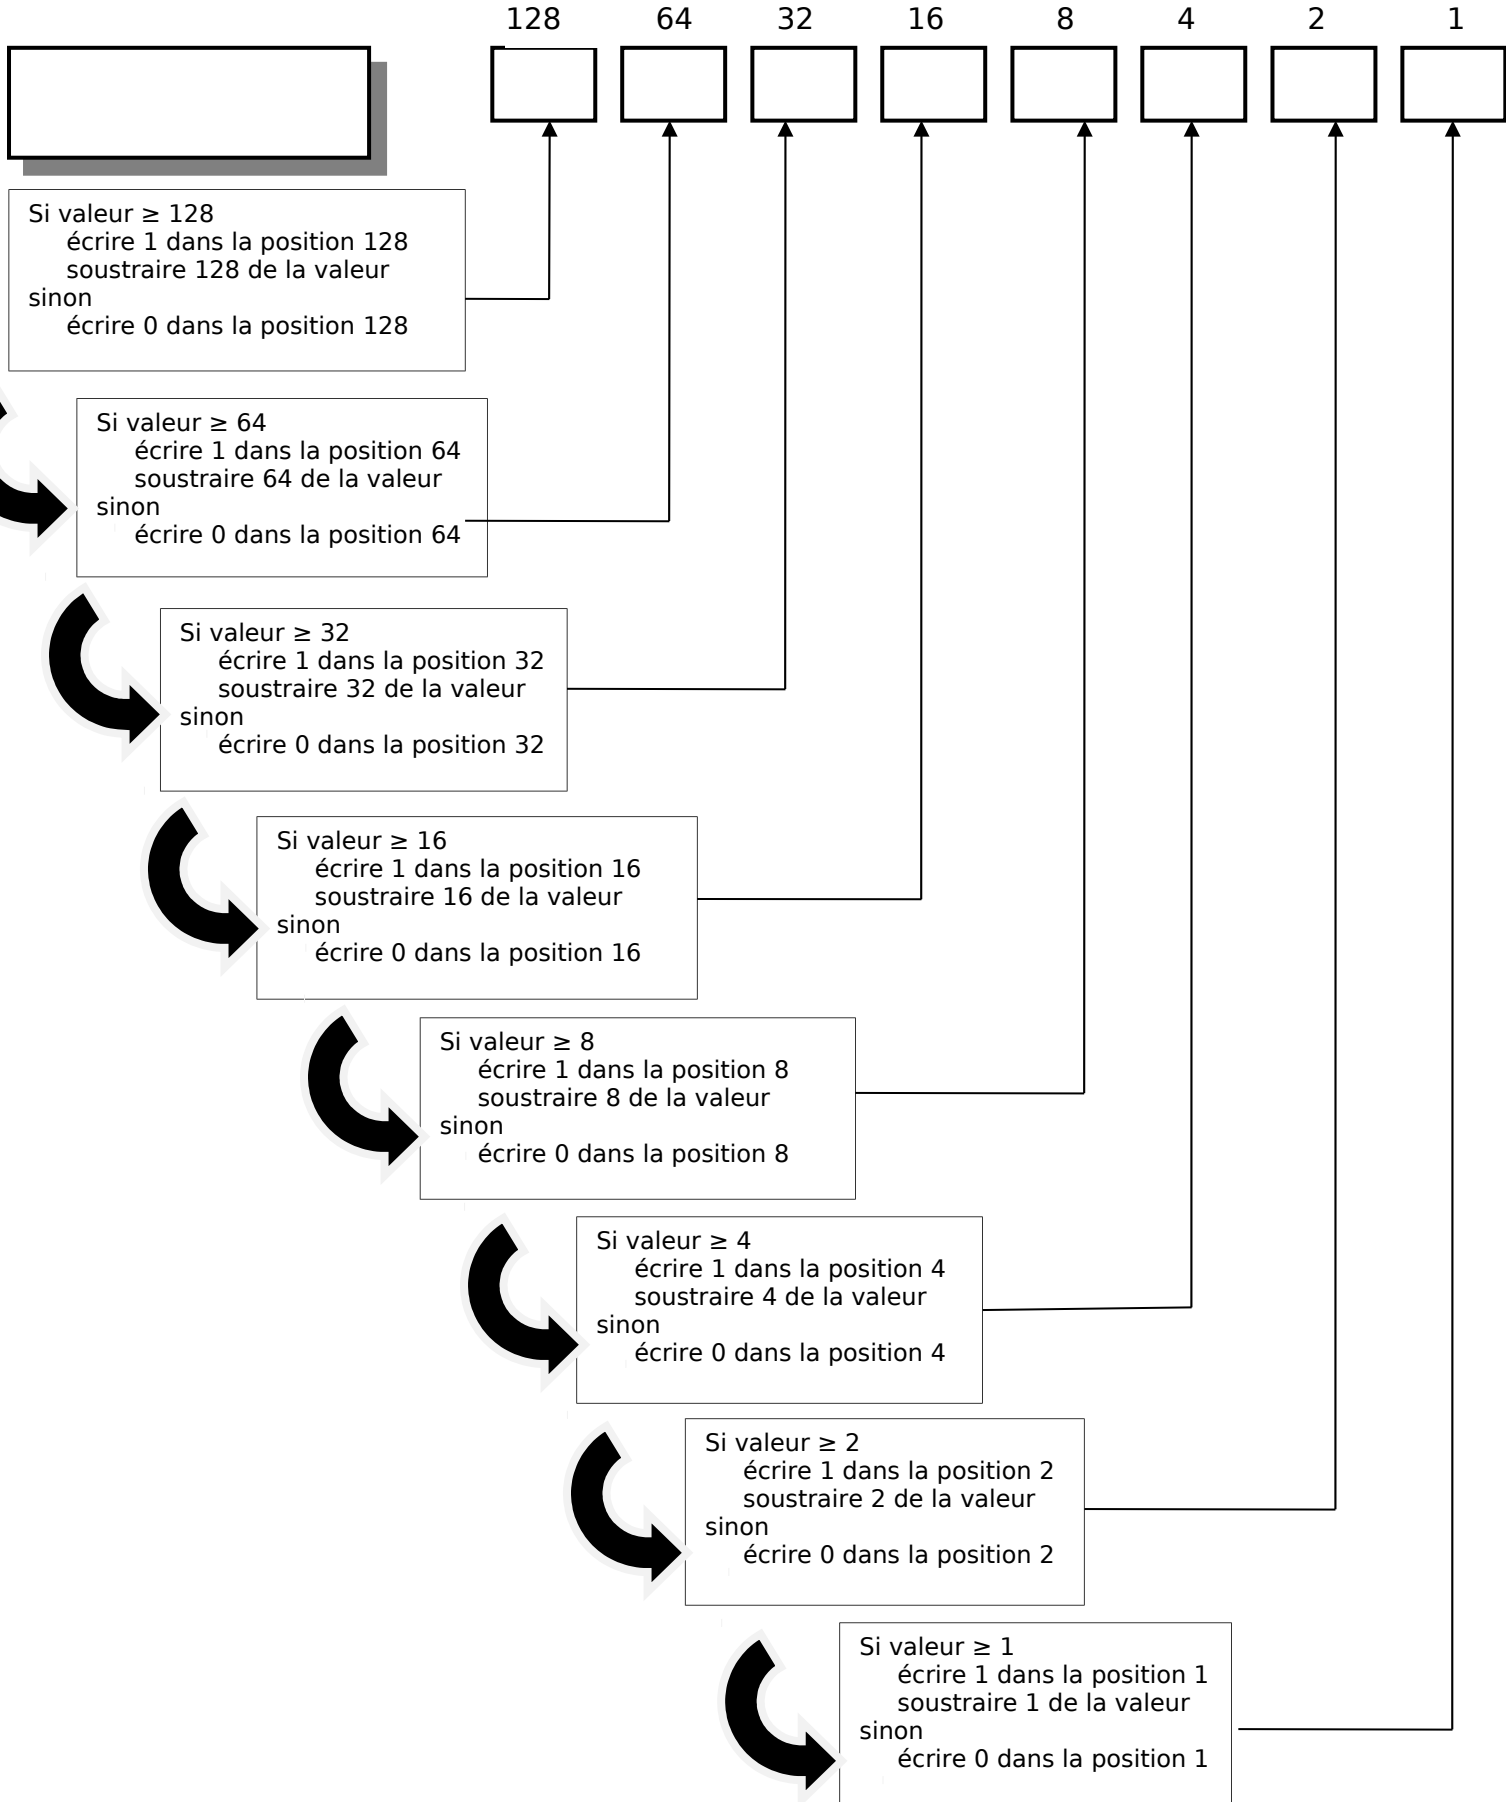 128 64 32 16 8 4 2 1
Si valeur ≥ 128
écrire 1 dans la position 128
soustraire 128 de la valeur
sinon
écrire 0 dans la position 128
Si valeur ≥ 64
écrire 1 dans la position 64
soustraire 64 de la valeur
sinon
écrire 0 dans la position 64
Si valeur ≥ 32
écrire 1 dans la position 32
soustraire 32 de la valeur
sinon
écrire 0 dans la position 32
Si valeur ≥ 16
écrire 1 dans la position 16
soustraire 16 de la valeur
sinon
écrire 0 dans la position 16
Si valeur ≥ 8
écrire 1 dans la position 8
soustraire 8 de la valeur
sinon
écrire 0 dans la position 8
Si valeur ≥ 4
écrire 1 dans la position 4
soustraire 4 de la valeur
sinon
écrire 0 dans la position 4
Si valeur ≥ 2
écrire 1 dans la position 2
soustraire 2 de la valeur
sinon
écrire 0 dans la position 2
Si valeur ≥ 1
écrire 1 dans la position 1
soustraire 1 de la valeur
sinon
écrire 0 dans la position 1